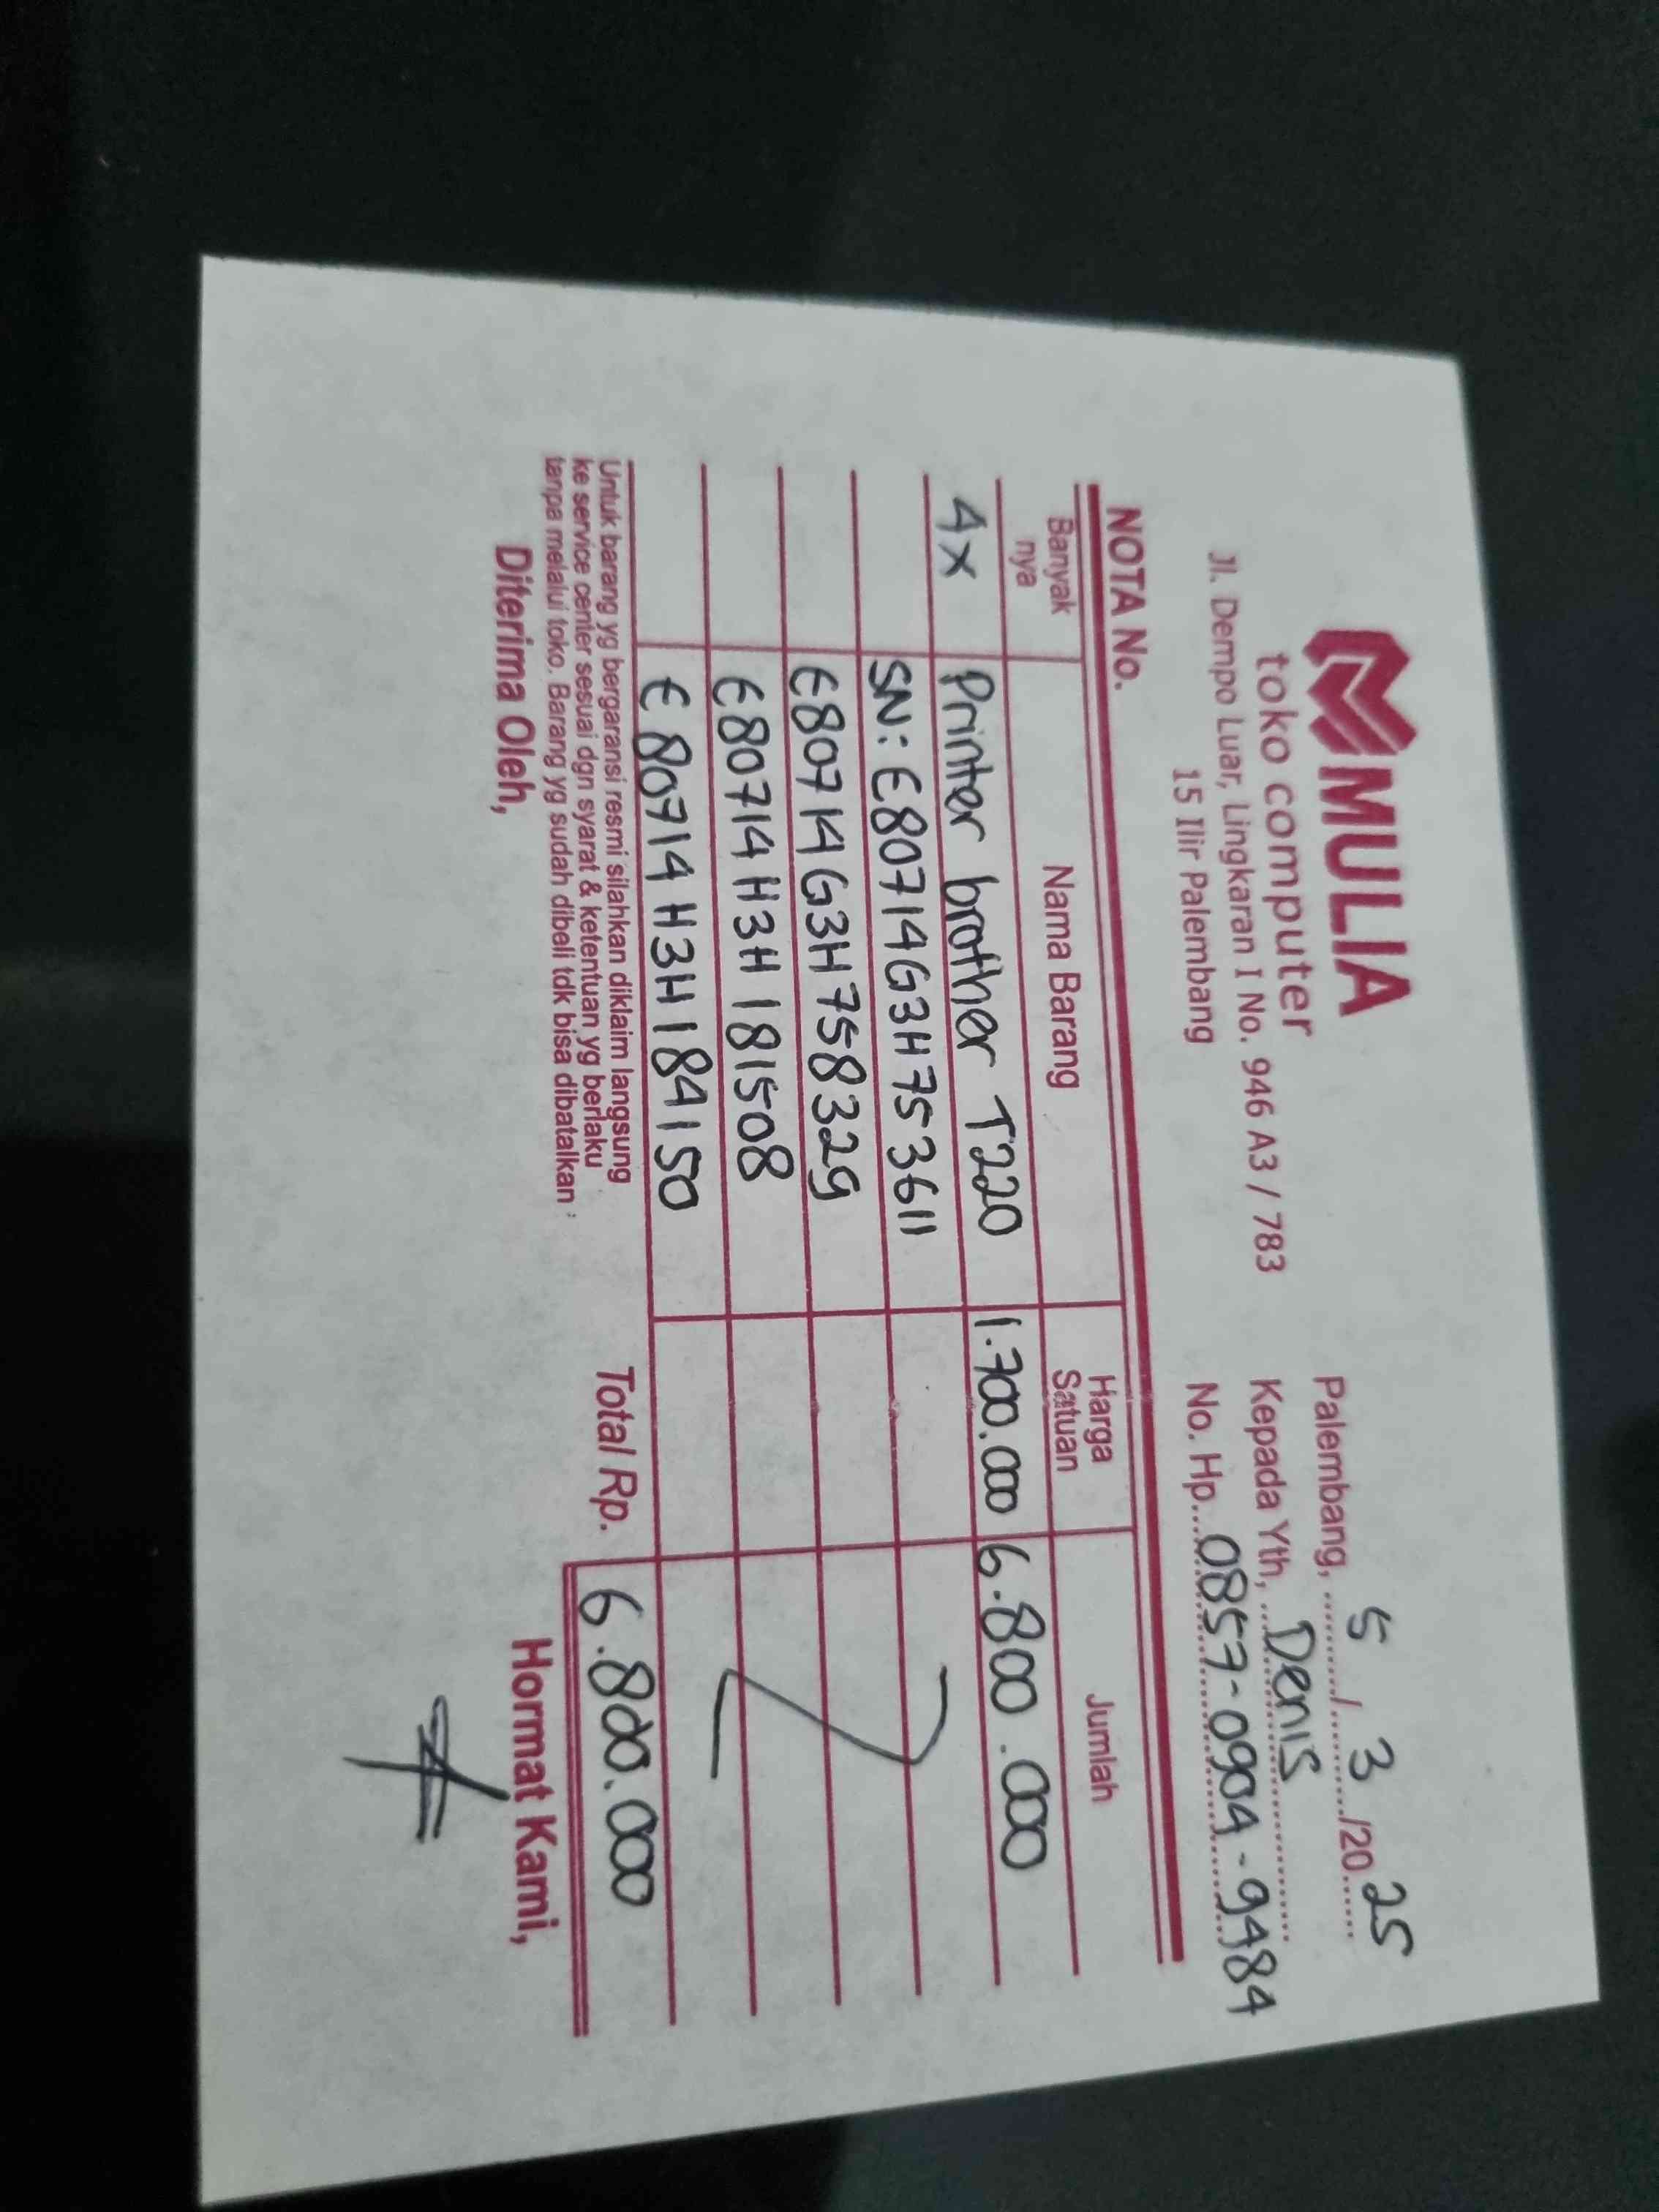 MULIA
toko computer
Jl. Dempo Luar, Lingkaran I No. 946 A3 / 783
15 Ilir Palembang
Palembang, 5 / 3 /20 25
Kepada Yth, Denis
No. Hp. 0857-0904-9484
NOTA No.
Banyak nya Nama Barang Harga Satuan Jumlah
4x Printer brother T220 1.700.000 6.800.000
SN: E80714G3H753611
E80714G3H758329
E80714H3H181508
E80714H3H184150
Untuk barang yg bergaransi resmi silahkan diklaim langsung
ke service center sesuai dgn syarat & ketentuan yg berlaku
tanpa melalui toko. Barang yg sudah dibeli tdk bisa dibatalkan
Total Rp. 6.800.000
Diterima Oleh, Hormat Kami,